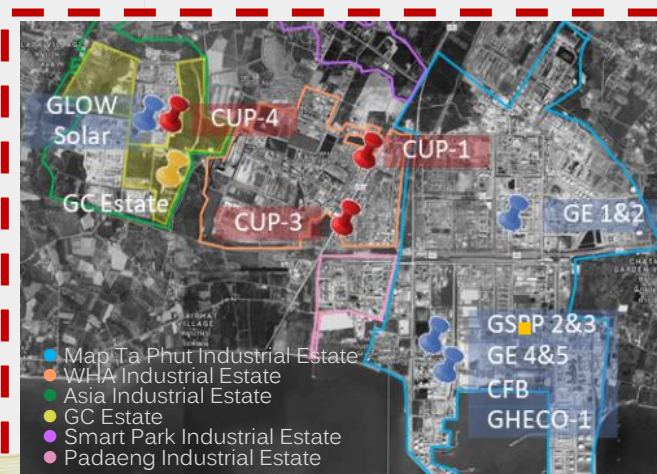 GLOW
Solar
CUP-4
CUP-1
GC Estate
CUP-3
GE 1&2
GSPP 2&3
GE 4&5
CFB
GHECO-1
VILLAGE
Map Ta Phut Industrial Estate
WHA Industrial Estate
Asia Industrial Estate
GC Estate
Smart Park Industrial Estate
Padaeng Industrial Estate